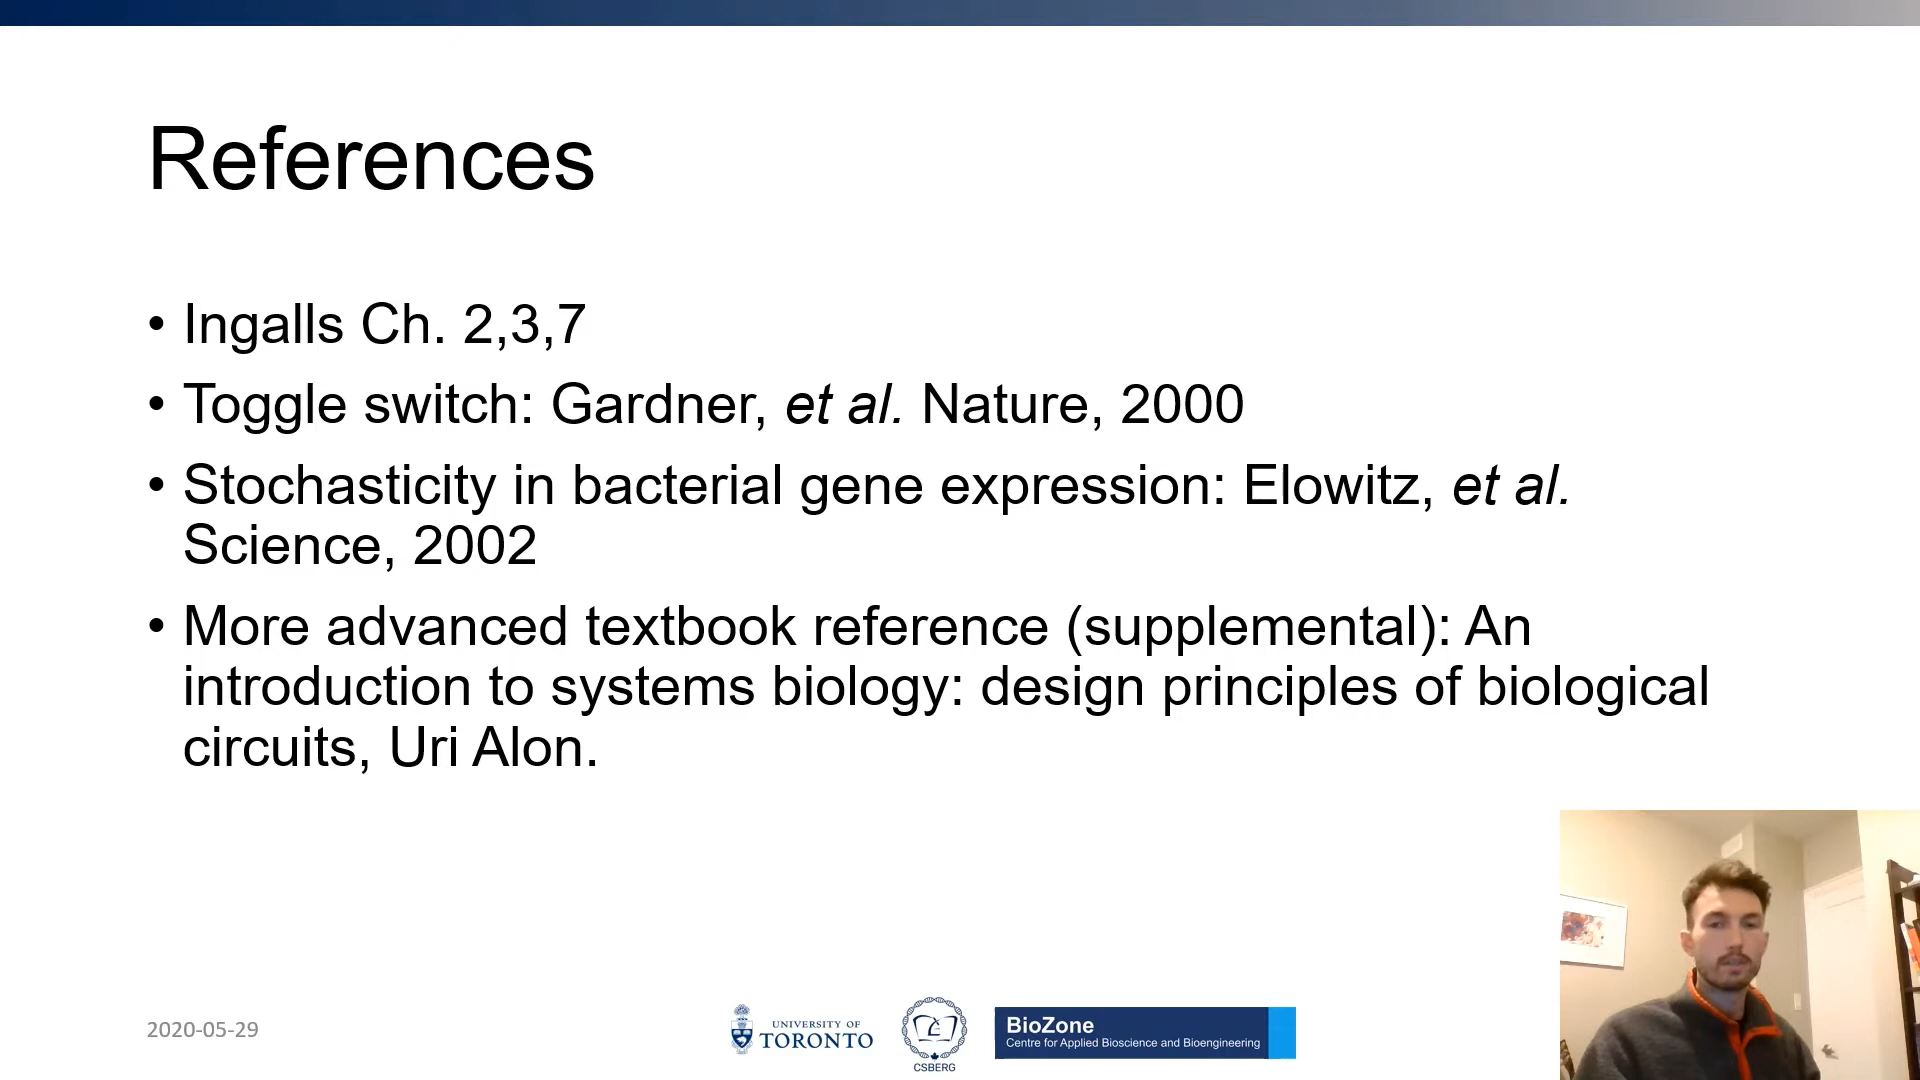 References
• Ingalls Ch. 2,3,7
• Toggle switch: Gardner, et al. Nature, 2000
• Stochasticity in bacterial gene expression: Elowitz, et al.
Science, 2002
• More advanced textbook reference (supplemental): An
introduction to systems biology: design principles of biological
circuits, Uri Alon.
2020-05-29
UNIVERSITY OF
TORONTO
CSBERG
BioZone
Centre for Applied Bioscience and Bioengineering